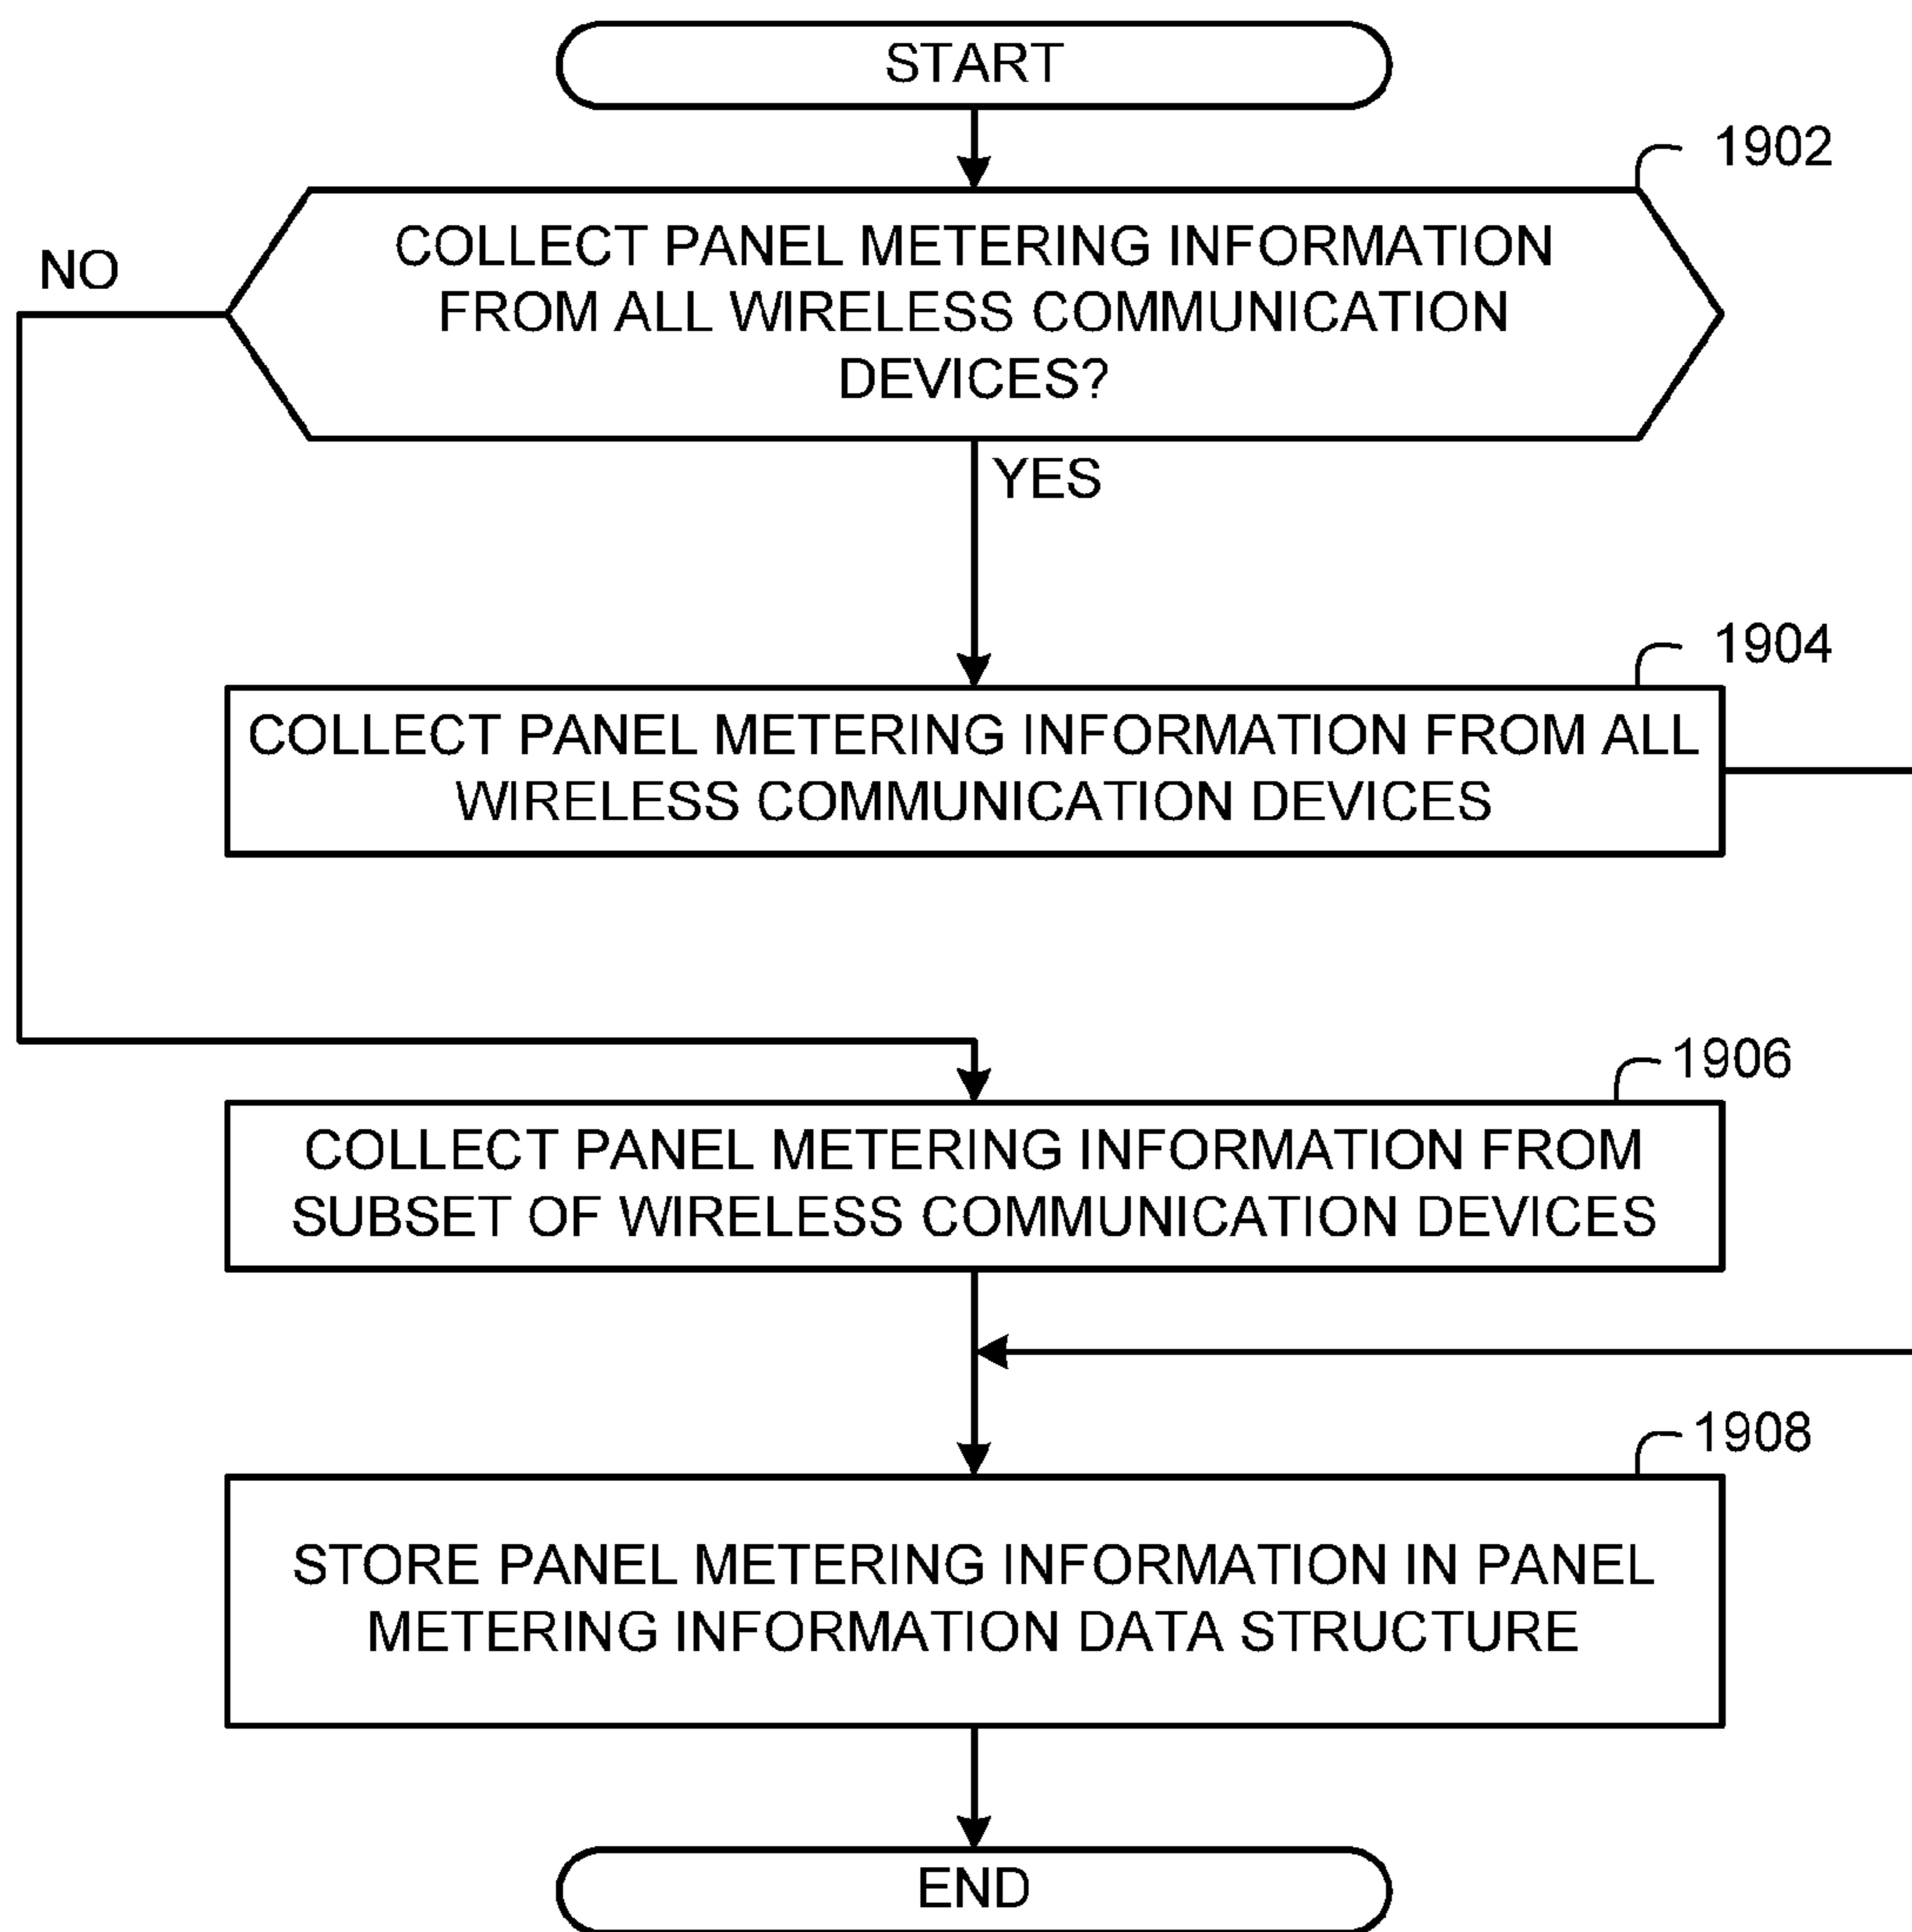 START
1902
COLLECT PANEL METERING INFORMATION
FROM ALL WIRELESS COMMUNICATION
DEVICES?
NO
YES
1904
COLLECT PANEL METERING INFORMATION FROM ALL
WIRELESS COMMUNICATION DEVICES
1906
COLLECT PANEL METERING INFORMATION FROM
SUBSET OF WIRELESS COMMUNICATION DEVICES
1908
STORE PANEL METERING INFORMATION IN PANEL
METERING INFORMATION DATA STRUCTURE
END